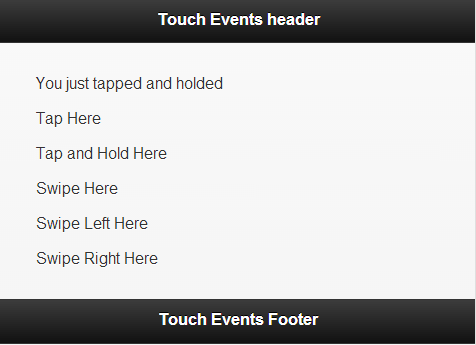 Touch Events header
You just tapped and holded
Tap Here
Tap and Hold Here
Swipe Here
Swipe Left Here
Swipe Right Here
Touch Events Footer